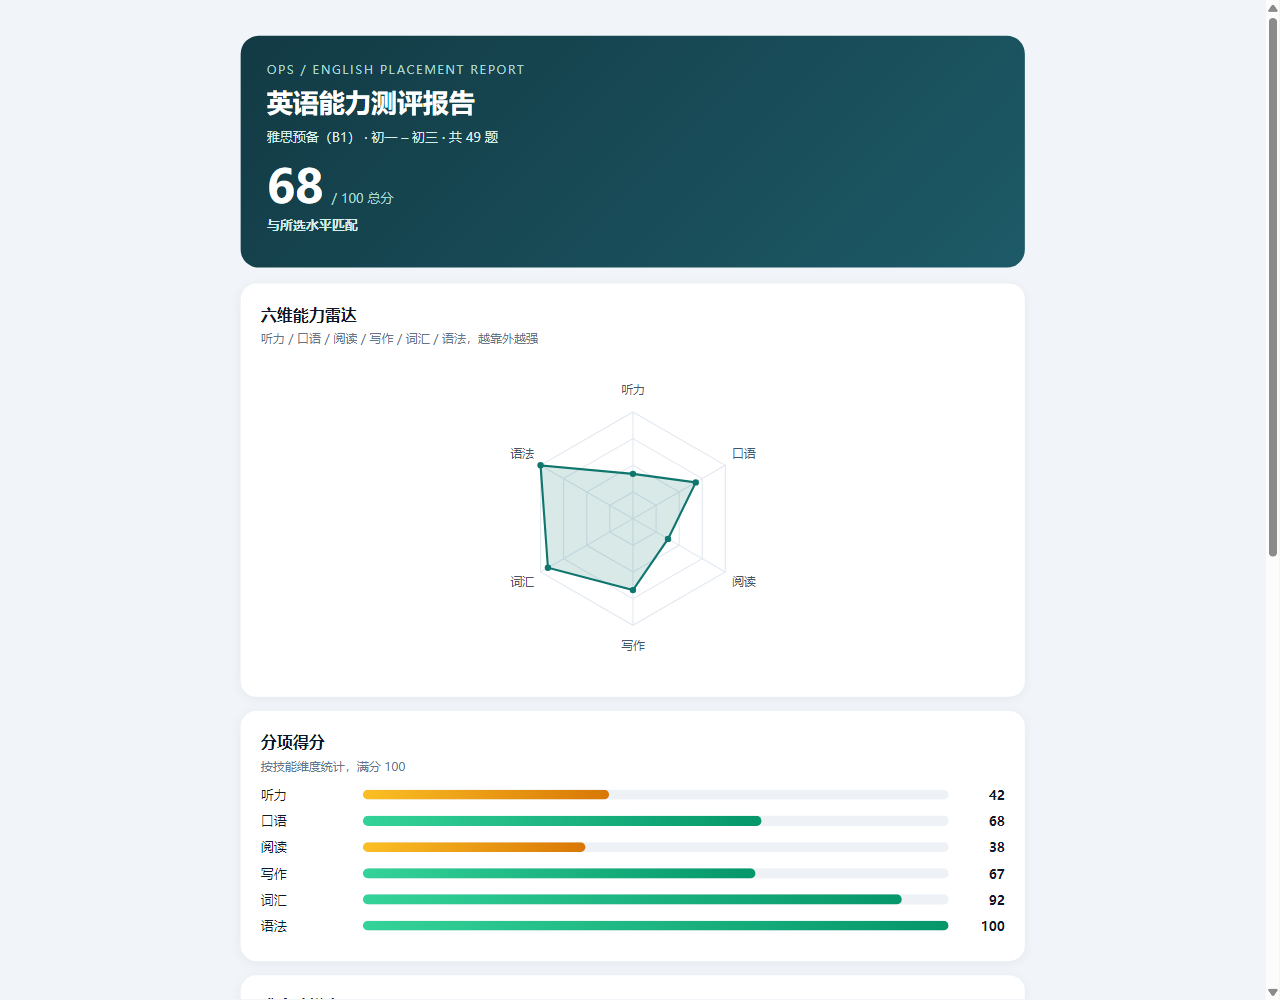 OPS / ENGLISH PLACEMENT REPORT
英语能力测评报告
雅思预备（B1） · 初一 – 初三 · 共 49 题
68 / 100 总分
与所选水平匹配
六维能力雷达
听力 / 口语 / 阅读 / 写作 / 词汇 / 语法，越靠外越强
听力
语法
口语
词汇
阅读
写作
分项得分
按技能维度统计，满分 100
听力 42
口语 68
阅读 38
写作 67
词汇 92
语法 100